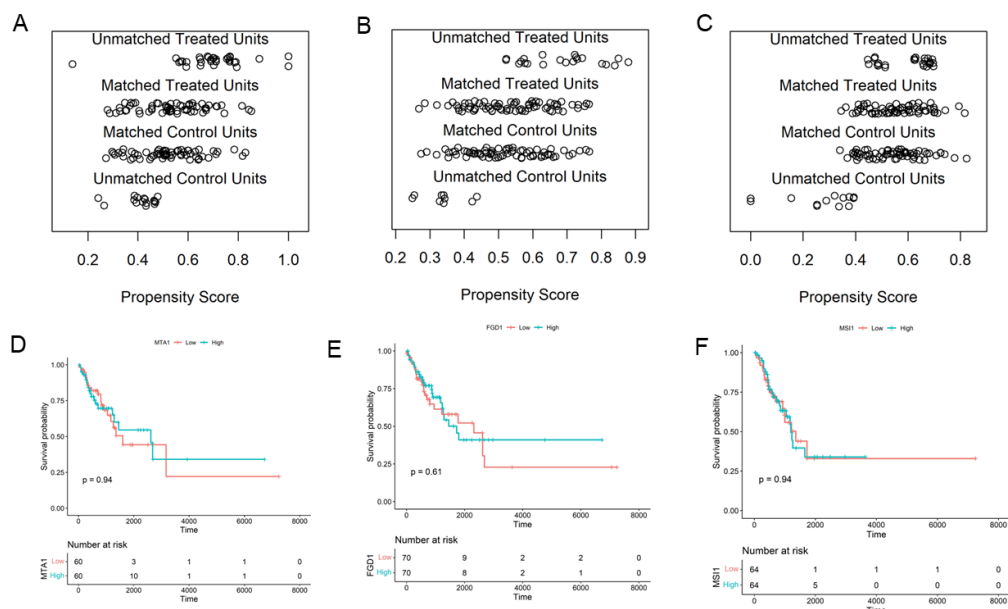 A
Unmatched Treated Units
Matched Treated Units
Matched Control Units
Unmatched Control Units
0.2 0.4 0.6 0.8 1.0
Propensity Score
B
Unmatched Treated Units
Matched Treated Units
Matched Control Units
Unmatched Control Units
0.2 0.3 0.4 0.5 0.6 0.7 0.8 0.9
Propensity Score
C
Unmatched Treated Units
Matched Treated Units
Matched Control Units
Unmatched Control Units
0.0 0.2 0.4 0.6 0.8
Propensity Score
D
MTA1 Low High
Survival probability
1.00
0.75
0.50
0.25
0.00
p = 0.94
0 2000 4000 6000 8000
Time
Number at risk
MTA1
Low 60 3 1 1 0
High 60 10 1 1 0
0 2000 4000 6000 8000
Time
E
FGD1 Low High
Survival probability
1.00
0.75
0.50
0.25
0.00
p = 0.61
0 2000 4000 6000 8000
Time
Number at risk
FGD1
Low 70 9 2 2 0
High 70 8 2 1 0
0 2000 4000 6000 8000
Time
F
MSI1 Low High
Survival probability
1.00
0.75
0.50
0.25
0.00
p = 0.94
0 2000 4000 6000 8000
Time
Number at risk
MSI1
Low 64 1 1 1 0
High 64 5 0 0 0
0 2000 4000 6000 8000
Time